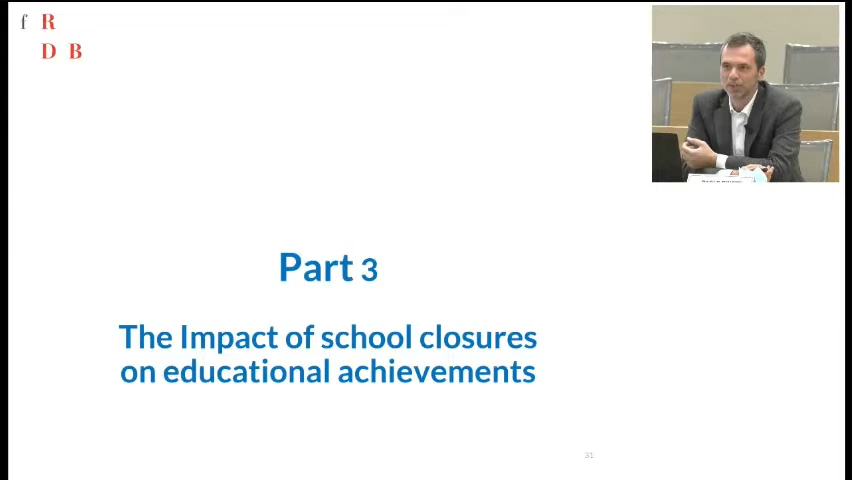 f R
D B
Part 3
The Impact of school closures
on educational achievements
31